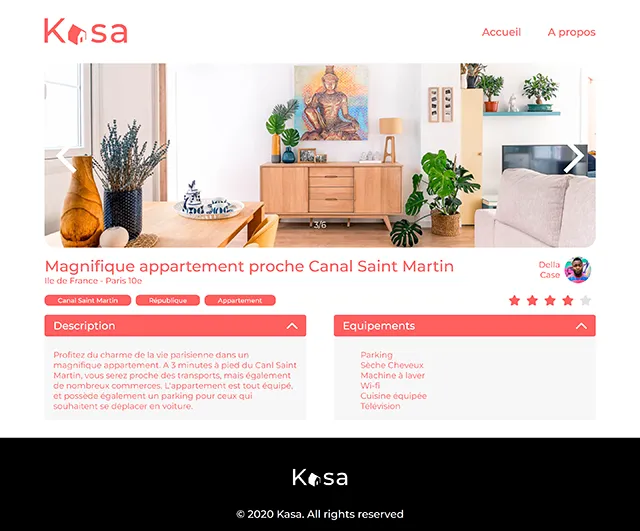 Kasa
Accueil
A propos
3/6
Magnifique appartement proche Canal Saint Martin
Ile de France - Paris 10e
Della
Case
Canal Saint Martin
République
Appartement
Description
Profitez du charme de la vie parisienne dans un
magnifique appartement. A 3 minutes à pied du Canl Saint
Martin, vous serez proche des transports, mais également
de nombreux commerces. L'appartement est tout équipé,
et possède également un parking pour ceux qui
souhaitent se déplacer en voiture.
Equipements
Parking
Sèche Cheveux
Machine à laver
Wi-fi
Cuisine équipée
Télévision
Kasa
© 2020 Kasa. All rights reserved